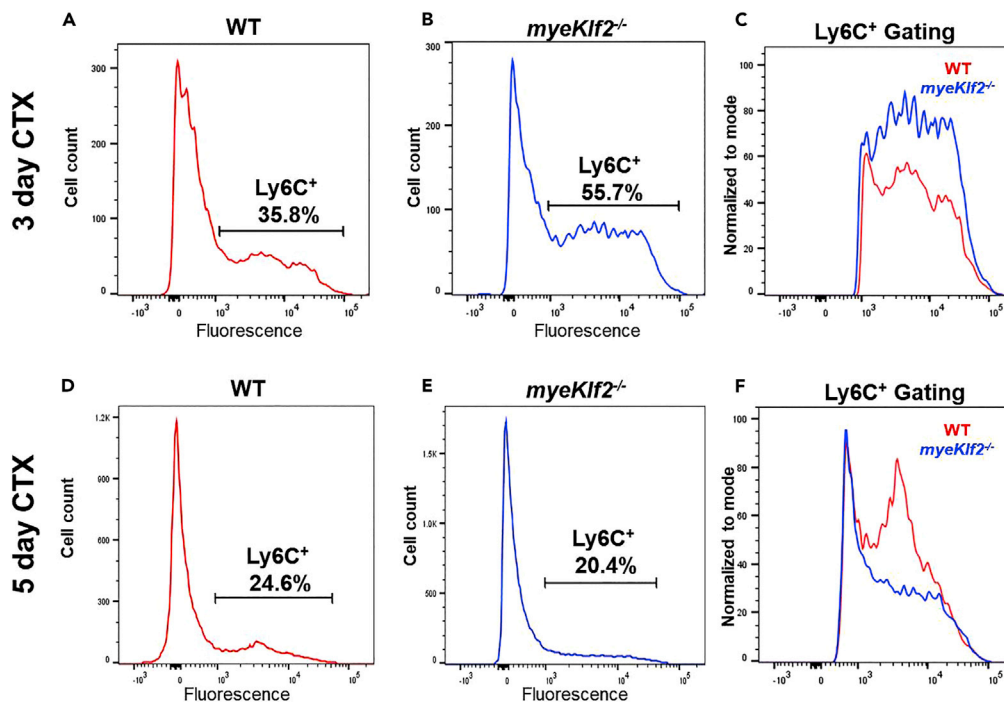 A
WT
3 day CTX
Cell count
300
200
100
0
Ly6C+
35.8%
-10³ 0 10³ 10⁴ 10⁵
Fluorescence
B
myeKlf2-/-
Cell count
300
200
100
0
Ly6C+
55.7%
-10³ 0 10³ 10⁴ 10⁵
Fluorescence
C
Ly6C+ Gating
WT
myeKlf2-/-
Normalized to mode
100
80
60
40
20
0
-10³ 0 10³ 10⁴ 10⁵
D
WT
5 day CTX
Cell count
1.2K
900
600
300
0
Ly6C+
24.6%
-10³ 0 10³ 10⁴ 10⁵
Fluorescence
E
myeKlf2-/-
Cell count
1.5K
1.0K
500
0
Ly6C+
20.4%
-10³ 0 10³ 10⁴ 10⁵
Fluorescence
F
Ly6C+ Gating
WT
myeKlf2-/-
Normalized to mode
100
80
60
40
20
0
-10³ 0 10³ 10⁴ 10⁵